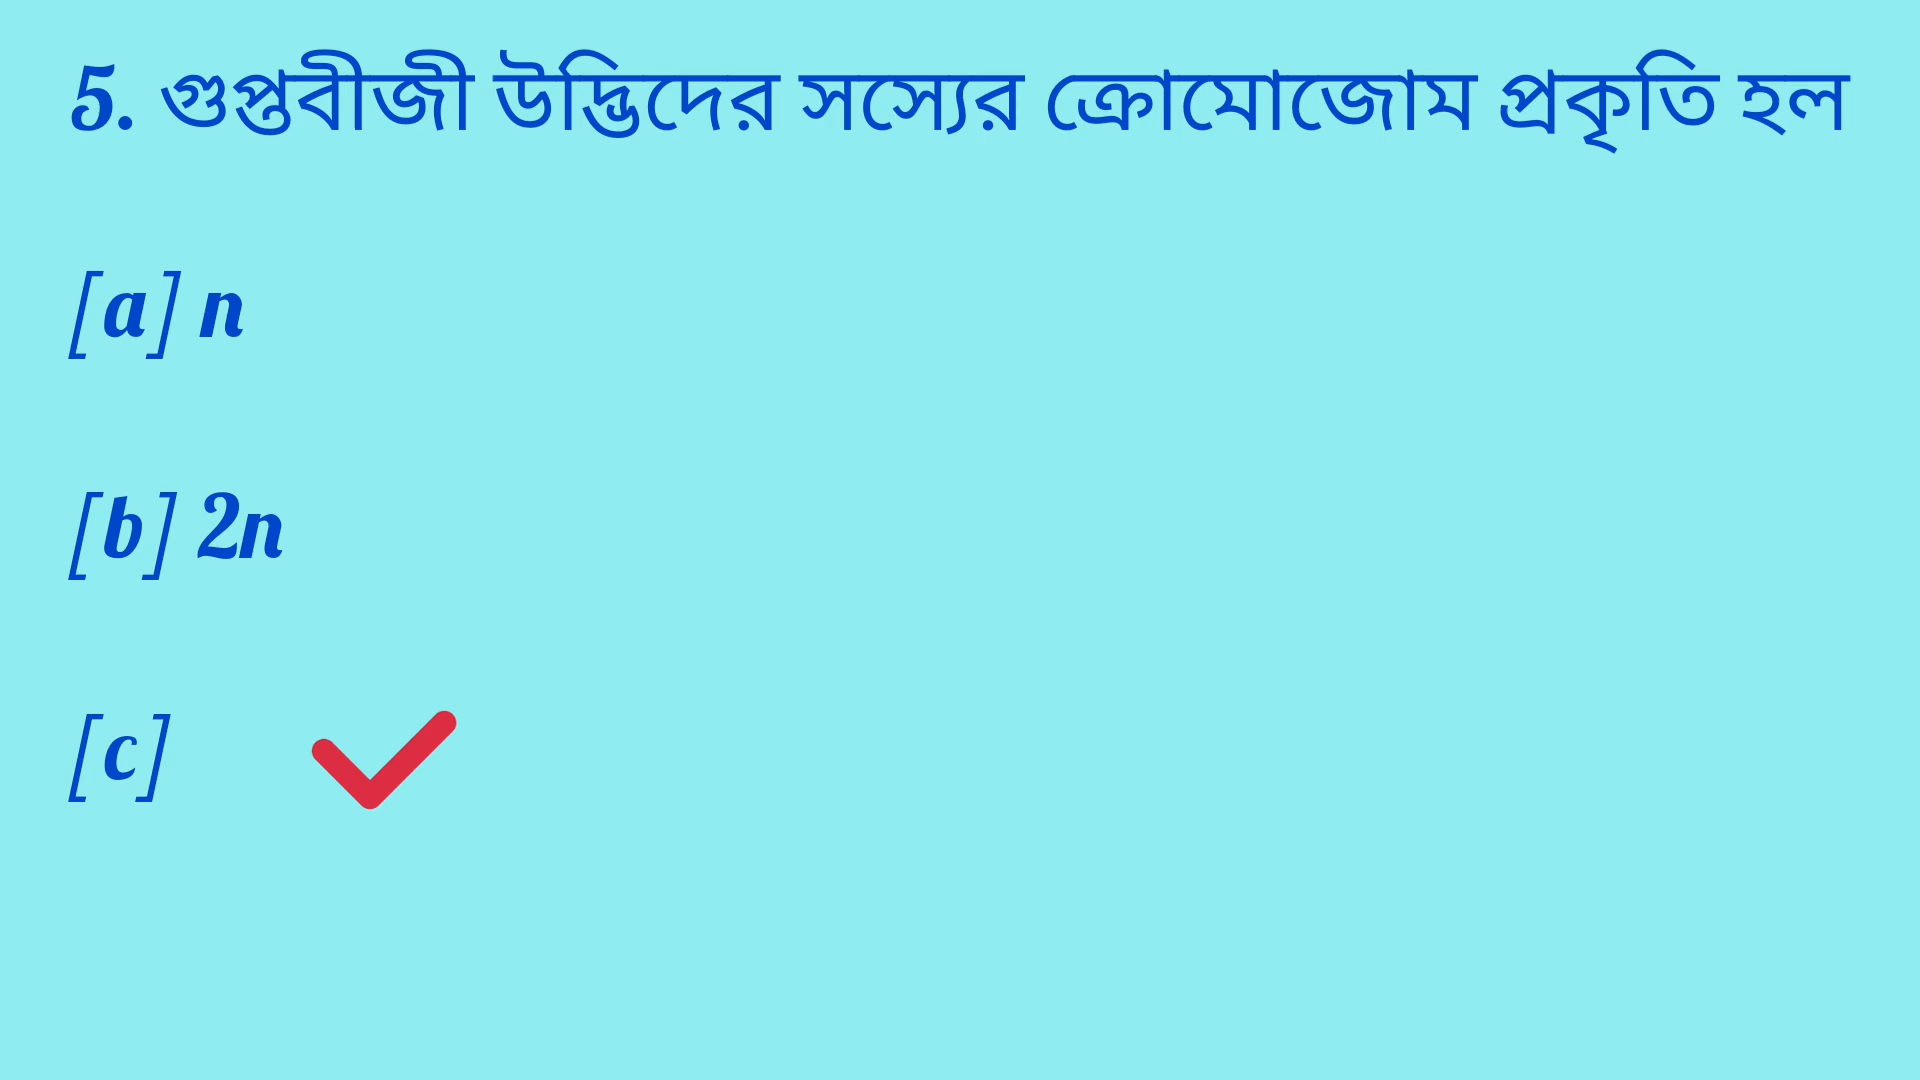 5. গুপ্তবীজী উদ্ভিদের সস্যের ক্রোমোজোম প্রকৃতি হল
[a] n
[b] 2n
[c]